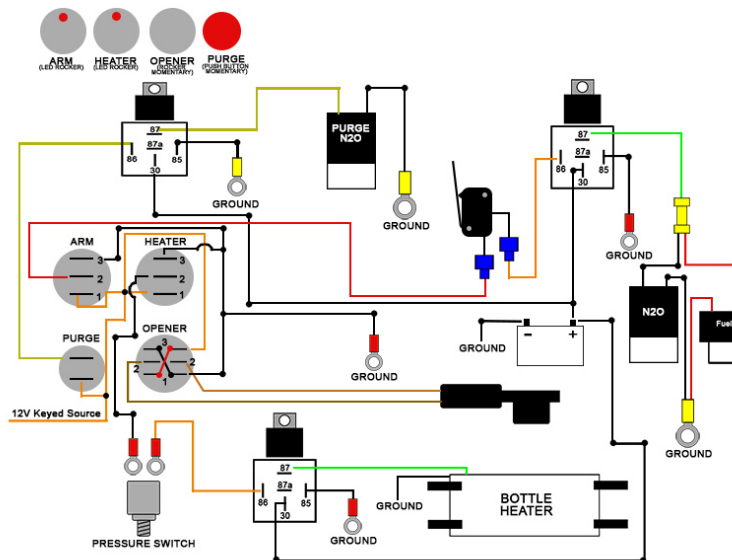 ARM
(LED ROCKER)
HEATER
(LED ROCKER)
OPENER
(ROCKER
MOMENTARY)
PURGE
(PUSH BUTTON
MOMENTARY)
87
87a
86
85
30
GROUND
PURGE
N2O
GROUND
87
87a
86
85
30
GROUND
ARM
3
2
1
HEATER
3
2
1
PURGE
OPENER
3
2
2
1
12V Keyed Source
GROUND
GROUND
-
+
N2O
Fuel
GROUND
PRESSURE SWITCH
87
87a
86
85
30
GROUND
GROUND
BOTTLE
HEATER